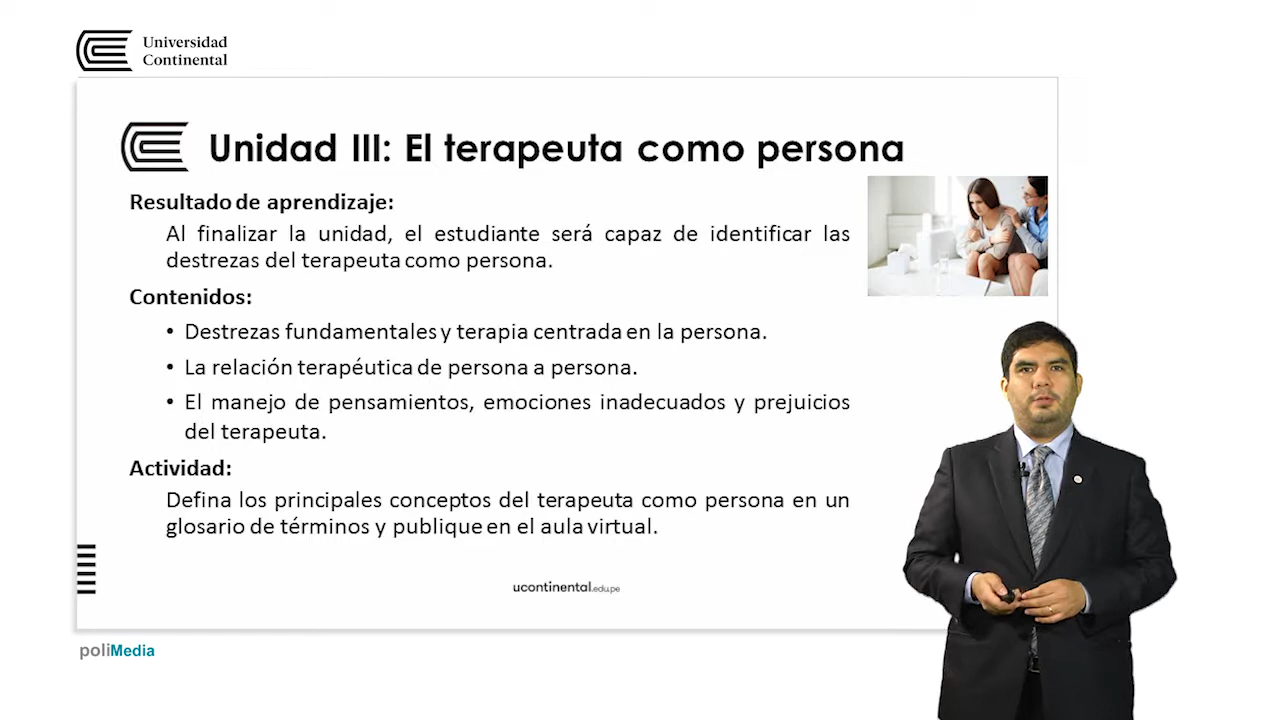 Universidad
Continental
Unidad III: El terapeuta como persona
Resultado de aprendizaje:
Al finalizar la unidad, el estudiante será capaz de identificar las
destrezas del terapeuta como persona.
Contenidos:
• Destrezas fundamentales y terapia centrada en la persona.
• La relación terapéutica de persona a persona.
• El manejo de pensamientos, emociones inadecuados y prejuicios
del terapeuta.
Actividad:
Defina los principales conceptos del terapeuta como persona en un
glosario de términos y publique en el aula virtual.
ucontinental.edu.pe
poliMedia